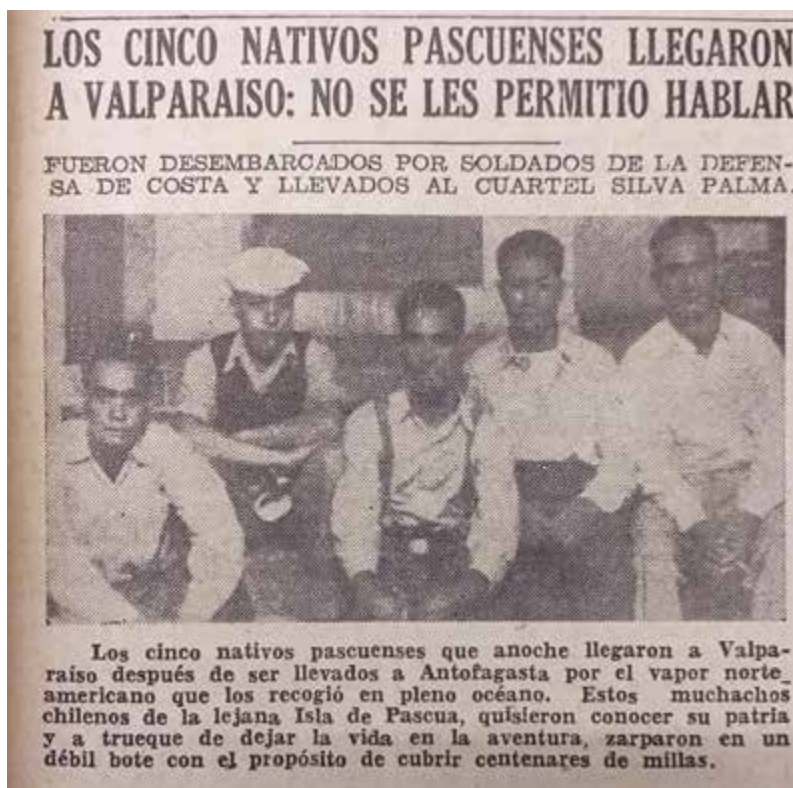 LOS CINCO NATIVOS PASCUENSES LLEGARON
A VALPARAISO: NO SE LES PERMITIO HABLAR
FUERON DESEMBARCADOS POR SOLDADOS DE LA DEFEN-
SA DE COSTA Y LLEVADOS AL CUARTEL SILVA PALMA.
Los cinco nativos pascuenses que anoche llegaron a Valpa-
raíso después de ser llevados a Antofagasta por el vapor norte_
americano que los recogió en pleno océano. Estos muchachos
chilenos de la lejana Isla de Pascua, quisieron conocer su patria
y a trueque de dejar la vida en la aventura, zarparon en un
débil bote con el propósito de cubrir centenares de millas.